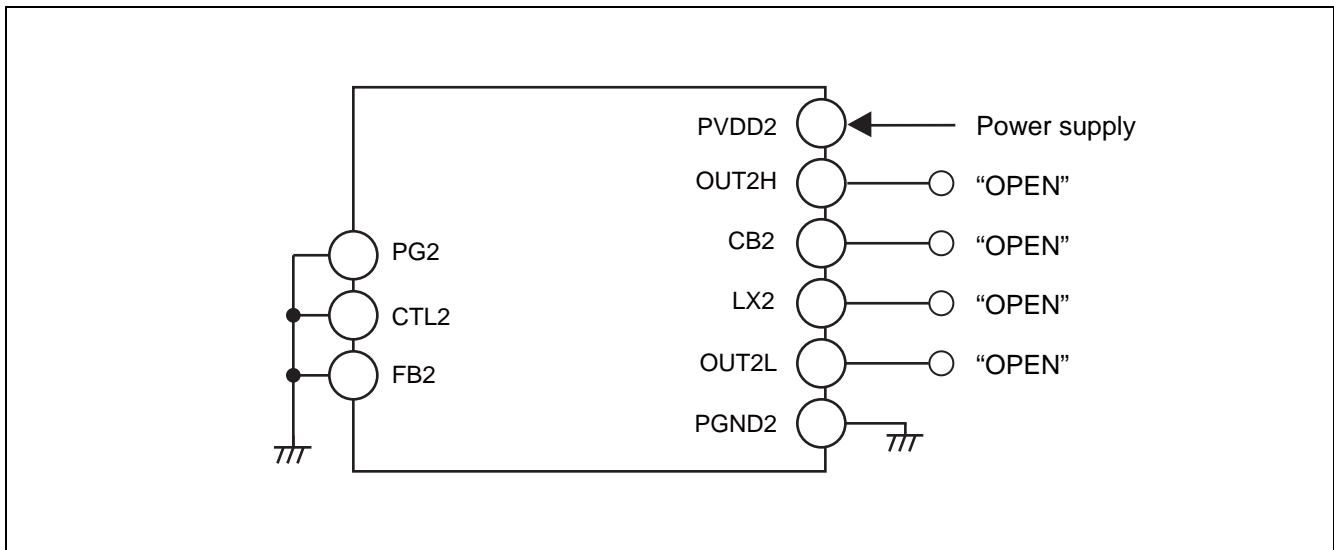 PVDD2 Power supply
OUT2H “OPEN”
PG2
CB2 “OPEN”
CTL2
LX2 “OPEN”
FB2
OUT2L “OPEN”
PGND2